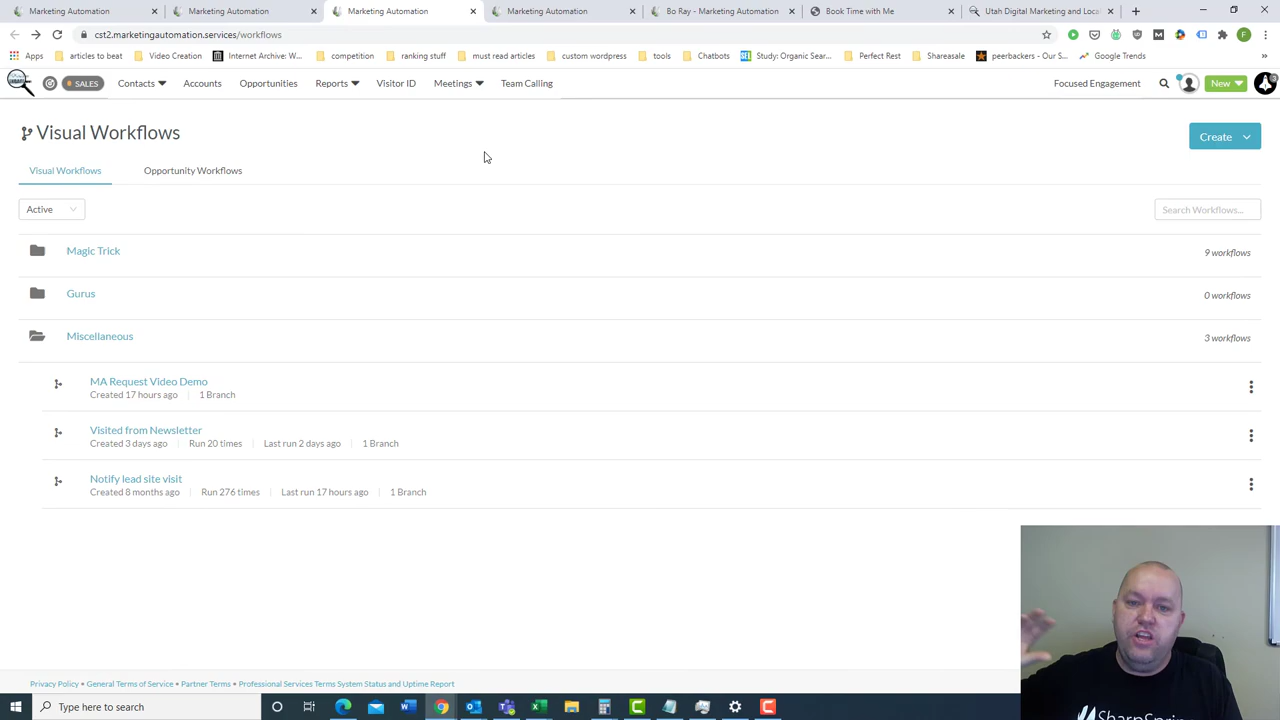 Marketing Automation
Marketing Automation
Marketing Automation
Marketing Automation
Bo Ray - Marketing Automation
Book Time with Me
Utah Digital Marketing and Loca
cst2.marketingautomation.services/workflows
Apps
articles to beat
Video Creation
Internet Archive: W...
competition
ranking stuff
must read articles
custom wordpress
tools
Chatbots
Study: Organic Sear...
Perfect Rest
Shareasale
peerbackers - Our S...
Google Trends
SALES
Contacts
Accounts
Opportunities
Reports
Visitor ID
Meetings
Team Calling
Focused Engagement
New
Visual Workflows
Create
Visual Workflows
Opportunity Workflows
Active
Search Workflows...
Magic Trick
9 workflows
Gurus
0 workflows
Miscellaneous
3 workflows
MA Request Video Demo
Created 17 hours ago 1 Branch
Visited from Newsletter
Created 3 days ago Run 20 times Last run 2 days ago 1 Branch
Notify lead site visit
Created 8 months ago Run 276 times Last run 17 hours ago 1 Branch
Privacy Policy • General Terms of Service • Partner Terms • Professional Services Terms System Status and Uptime Report
Type here to search
SharpSpring